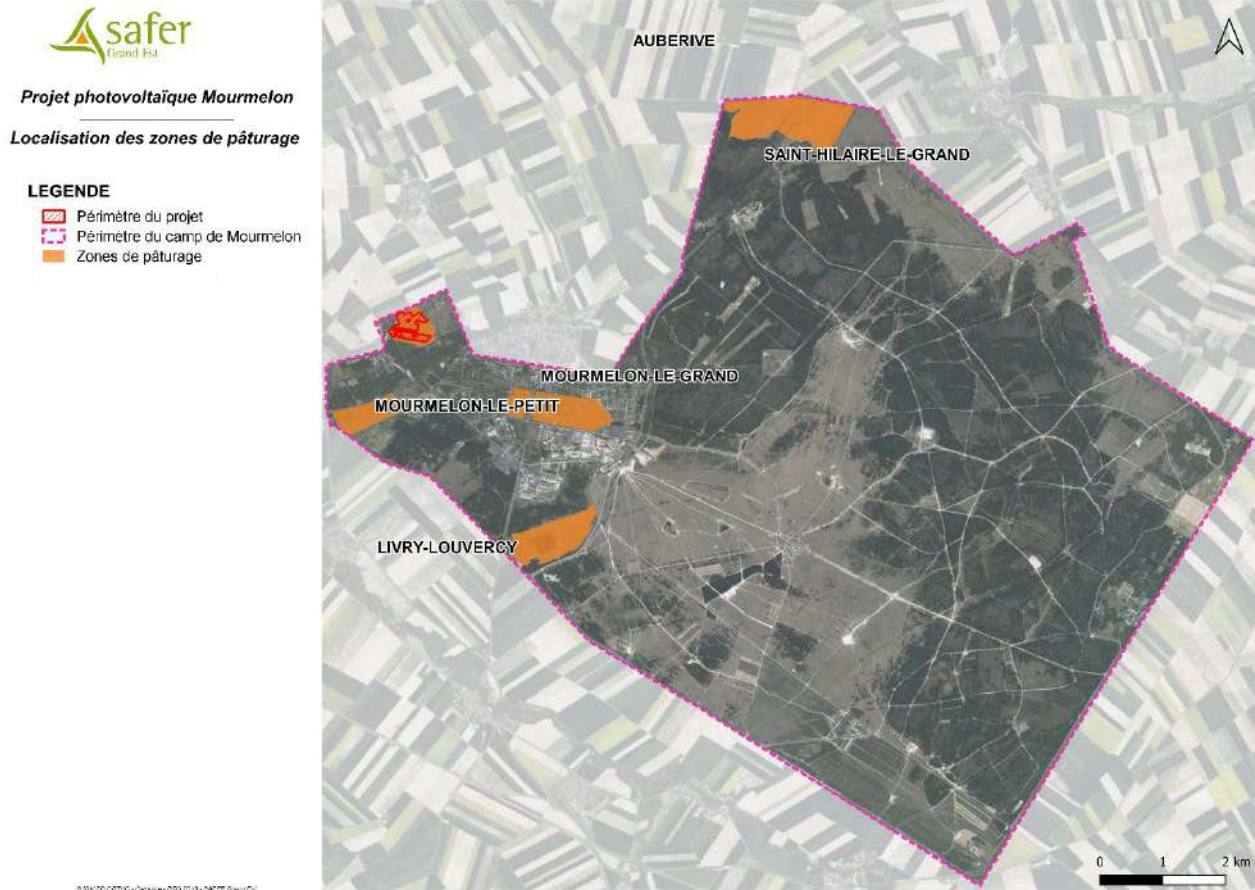 safer
Grand Est
Projet photovoltaïque Mourmelon
Localisation des zones de pâturage
LEGENDE
Périmètre du projet
Périmètre du camp de Mourmelon
Zones de pâturage
AUBERIVE
SAINT-HILAIRE-LE-GRAND
MOURMELON-LE-GRAND
MOURMELON-LE-PETIT
LIVRY-LOUVERCY
0 1 2 km